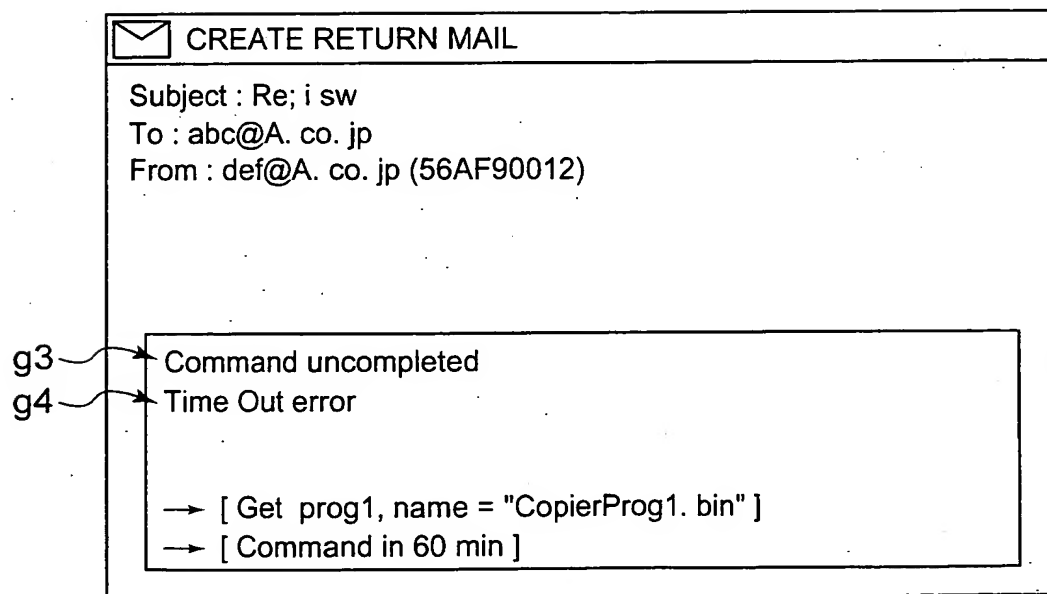 CREATE RETURN MAIL
Subject : Re; i sw
To : abc@A. co. jp
From : def@A. co. jp (56AF90012)
g3 Command uncompleted
g4 Time Out error
→ [ Get prog1, name = "CopierProg1. bin" ]
→ [ Command in 60 min ]